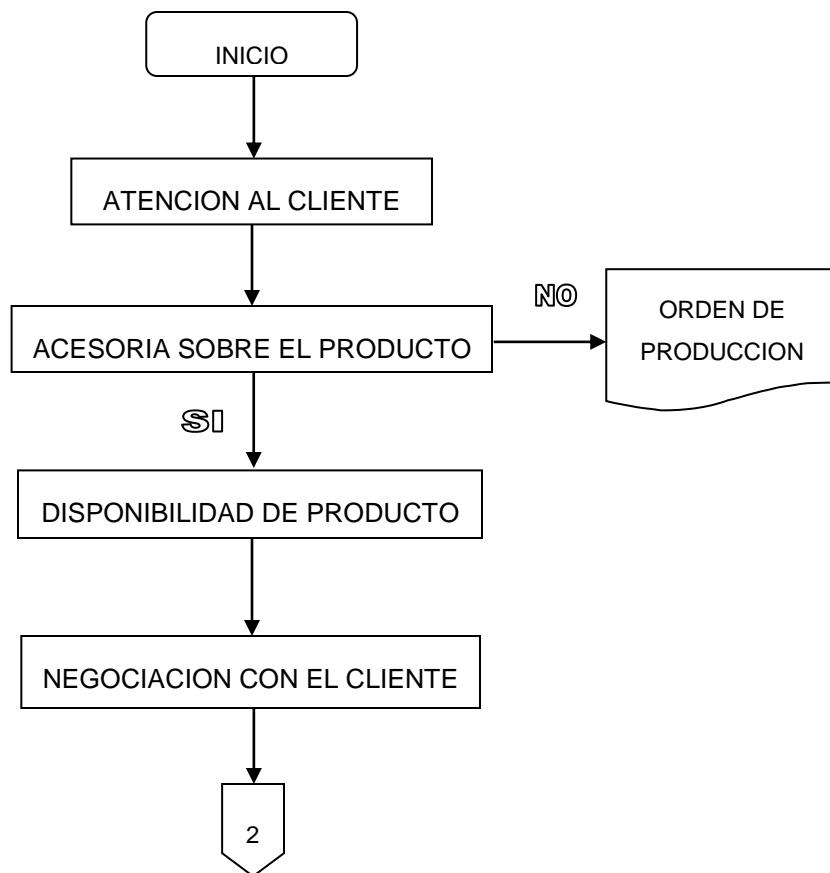 INICIO
ATENCION AL CLIENTE
ACESORIA SOBRE EL PRODUCTO
NO
ORDEN DE
PRODUCCION
SI
DISPONIBILIDAD DE PRODUCTO
NEGOCIACION CON EL CLIENTE
2